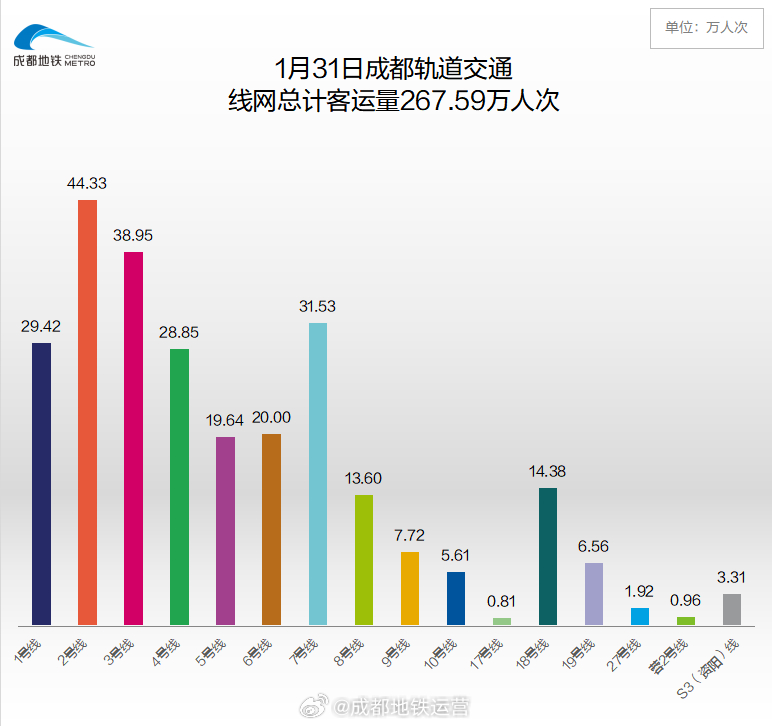 单位：万人次
成都地铁 CHENGDU METRO
1月31日成都轨道交通
线网总计客运量267.59万人次
29.42
44.33
38.95
28.85
19.64
20.00
31.53
13.60
7.72
5.61
0.81
14.38
6.56
1.92
0.96
3.31
1号线
2号线
3号线
4号线
5号线
6号线
7号线
8号线
9号线
10号线
17号线
18号线
19号线
27号线
蓉2号线
S3（资阳）线
@成都地铁运营